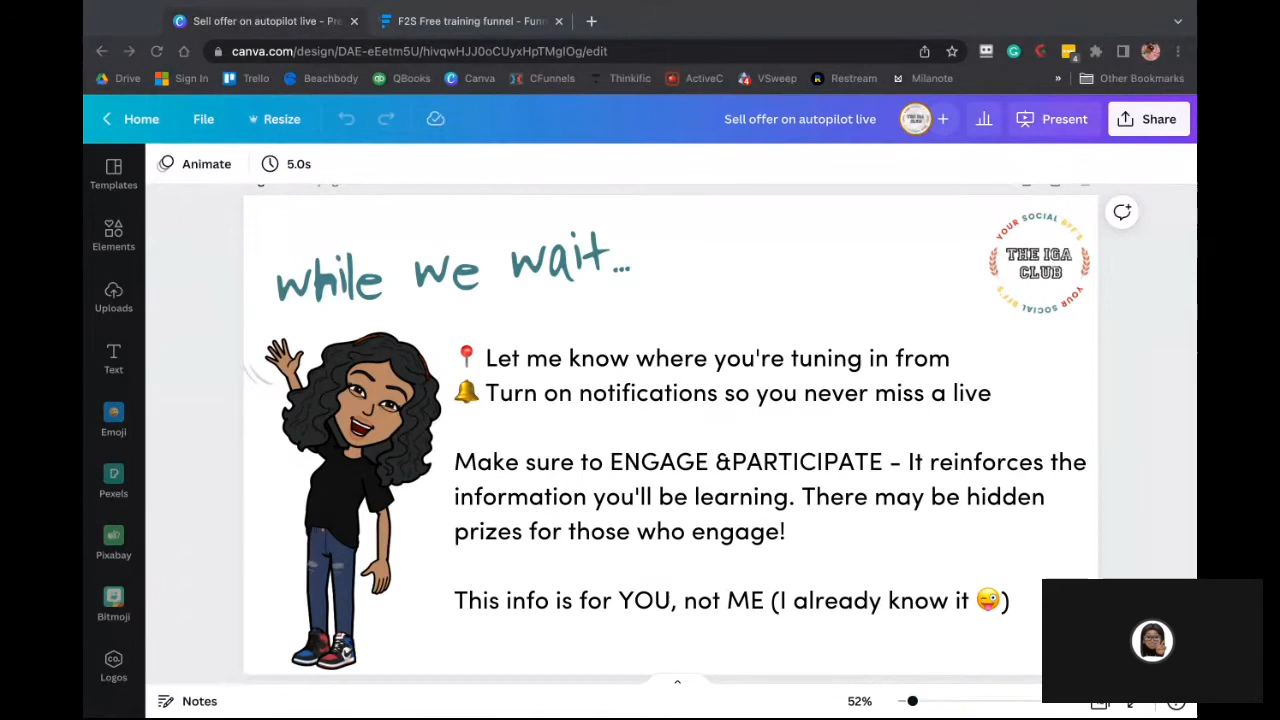 Sell offer on autopilot live - Pre
F2S Free training funnel - Funn
canva.com/design/DAE-eEetm5U/hivqwHJJ0oCUyxHpTMgIOg/edit
4
Drive
Sign In
Trello
Beachbody
QBooks
Canva
CFunnels
Thinkific
ActiveC
VSweep
Restream
Milanote
»
Other Bookmarks
Home
File
Resize
Sell offer on autopilot live
Present
Share
Animate
5.0s
Templates
Elements
Uploads
Text
Emoji
Pexels
Pixabay
Bitmoji
CO.
Logos
while we wait...
YOUR SOCIAL BFF'S
THE IGA
CLUB
YOUR SOCIAL BFF'S
📍 Let me know where you're tuning in from
🔔 Turn on notifications so you never miss a live
Make sure to ENGAGE &PARTICIPATE - It reinforces the
information you'll be learning. There may be hidden
prizes for those who engage!
This info is for YOU, not ME (I already know it 😜)
Notes
52%